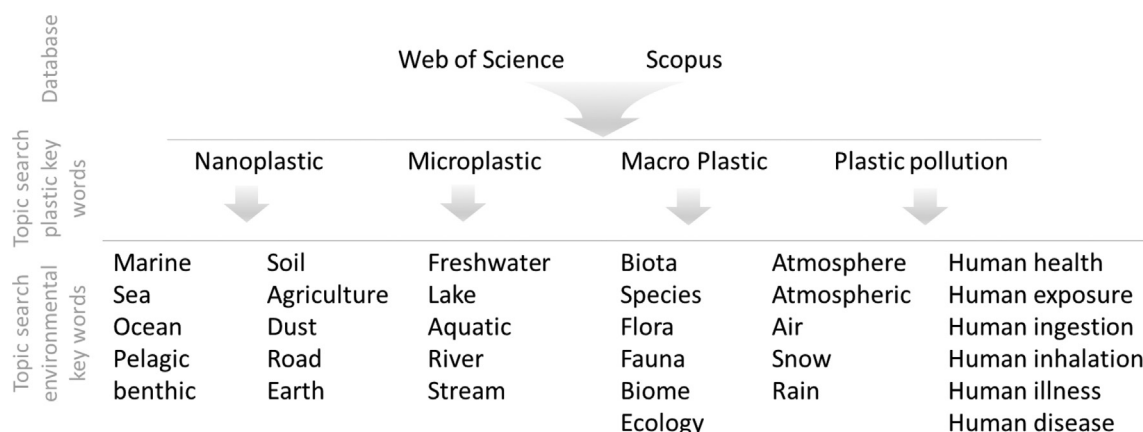 Database
Web of Science Scopus
Topic search
plastic key
words
Nanoplastic Microplastic Macro Plastic Plastic pollution
Topic search
environmental
key words
Marine Soil Freshwater Biota Atmosphere Human health
Sea Agriculture Lake Species Atmospheric Human exposure
Ocean Dust Aquatic Flora Air Human ingestion
Pelagic Road River Fauna Snow Human inhalation
benthic Earth Stream Biome Rain Human illness
Ecology Human disease